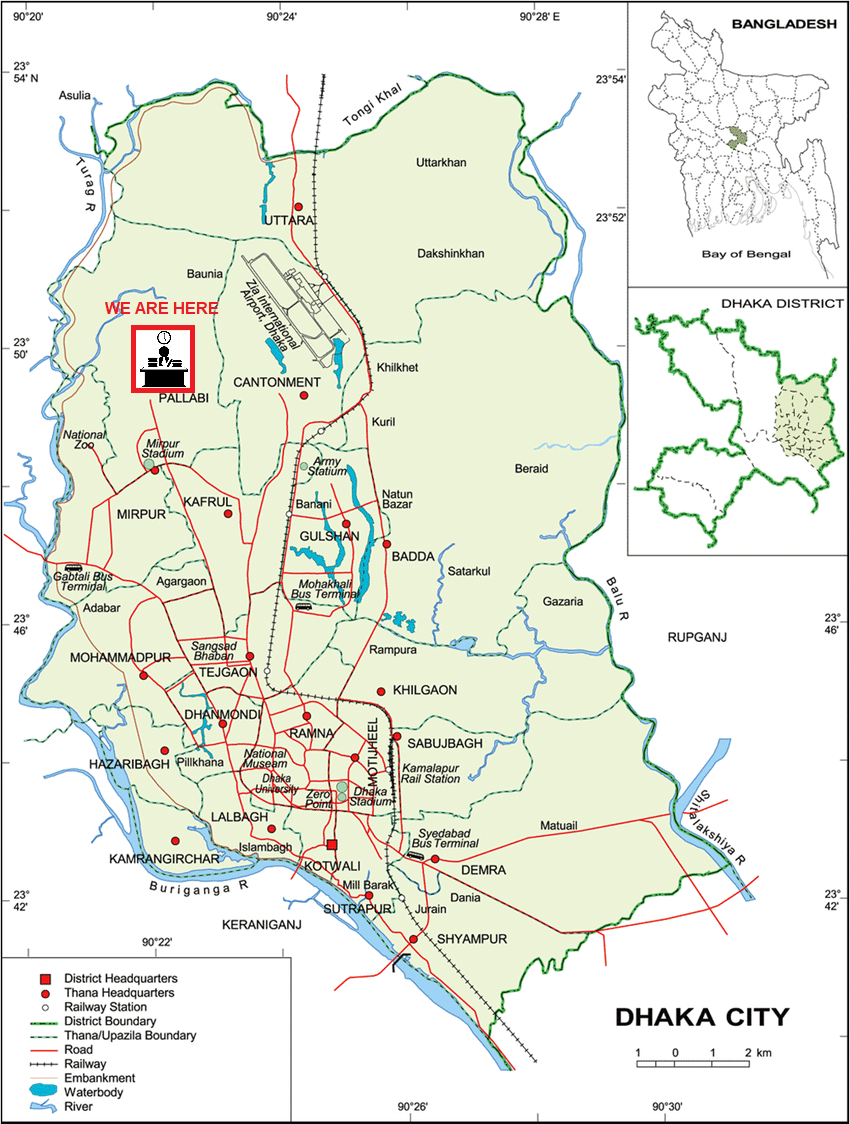 90°20'
90°24'
90°28' E
BANGLADESH
Bay of Bengal
DHAKA DISTRICT
23°
54' N
23°54'
Asulia
Tongi Khal
Turag R
Uttarkhan
UTTARA
23°52'
Dakshinkhan
Baunia
Zia International
Airport, Dhaka
WE ARE HERE
23°
50'
Khilkhet
CANTONMENT
PALLABI
Kuril
National
Zoo
Mirpur
Stadium
Army
Statium
Beraid
Natun
Bazar
KAFRUL
Banani
MIRPUR
GULSHAN
BADDA
Satarkul
Gabtali Bus
Terminal
Agargaon
Mohakhali
Bus Terminal
Gazaria
Balu R
Adabar
23°
46'
23°
46'
RUPGANJ
Sangsad
Bhaban
Rampura
MOHAMMADPUR
TEJGAON
KHILGAON
DHANMONDI
RAMNA
MOTIJHEEL
SABUJBAGH
HAZARIBAGH
Pillkhana
National
Museam
Kamalapur
Rail Station
Dhaka
University
Zero
Point
Dhaka
Stadium
Shitalakshiya R
LALBAGH
Syedabad
Bus Terminal
Matuail
Islambagh
KAMRANGIRCHAR
KOTWALI
DEMRA
Buriganga R
Mill Barak
Dania
23°
42'
23°
42'
SUTRAPUR
Jurain
KERANIGANJ
SHYAMPUR
90°22'
District Headquarters
Thana Headquarters
Railway Station
District Boundary
Thana/Upazila Boundary
Road
Railway
Embankment
Waterbody
River
DHAKA CITY
1 0 1 2 km
90°26'
90°30'